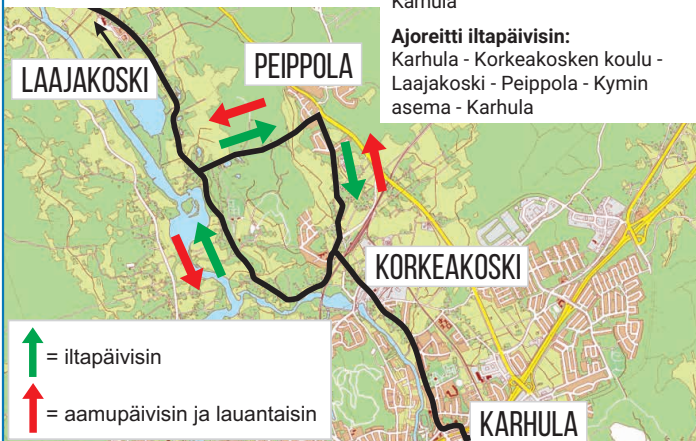 Karhula
Ajoreitti iltapäivisin:
Karhula - Korkeakosken koulu -
Laajakoski - Peippola - Kymin
asema - Karhula
LAAJAKOSKI
PEIPPOLA
KORKEAKOSKI
KARHULA
= iltapäivisin
= aamupäivisin ja lauantaisin